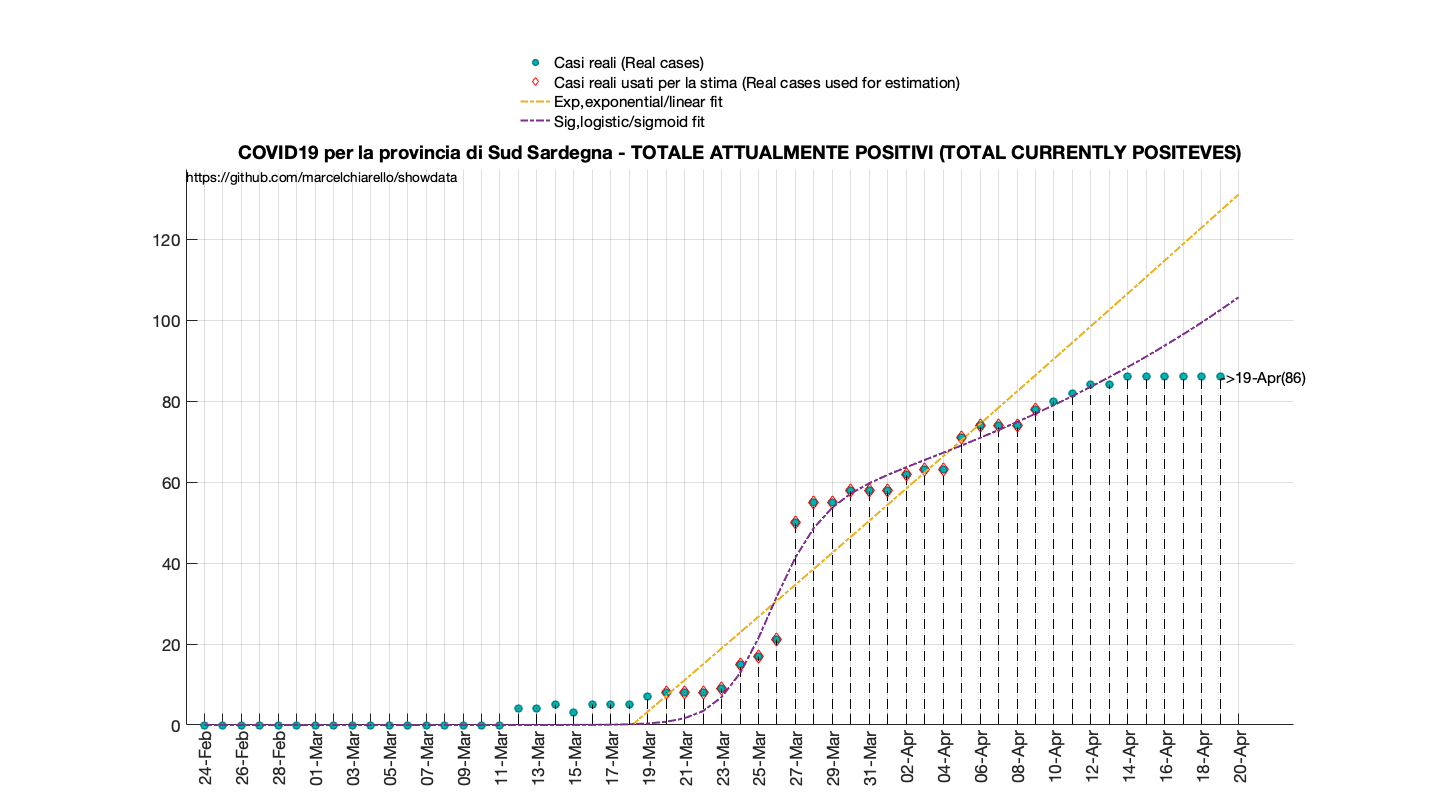 Casi reali (Real cases)
Casi reali usati per la stima (Real cases used for estimation)
Exp,exponential/linear fit
Sig,logistic/sigmoid fit
COVID19 per la provincia di Sud Sardegna - TOTALE ATTUALMENTE POSITIVI (TOTAL CURRENTLY POSITEVES)
https://github.com/marcelchiarello/showdata
120
100
80
60
40
20
0
->19-Apr(86)
24-Feb
26-Feb
28-Feb
01-Mar
03-Mar
05-Mar
07-Mar
09-Mar
11-Mar
13-Mar
15-Mar
17-Mar
19-Mar
21-Mar
23-Mar
25-Mar
27-Mar
29-Mar
31-Mar
02-Apr
04-Apr
06-Apr
08-Apr
10-Apr
12-Apr
14-Apr
16-Apr
18-Apr
20-Apr